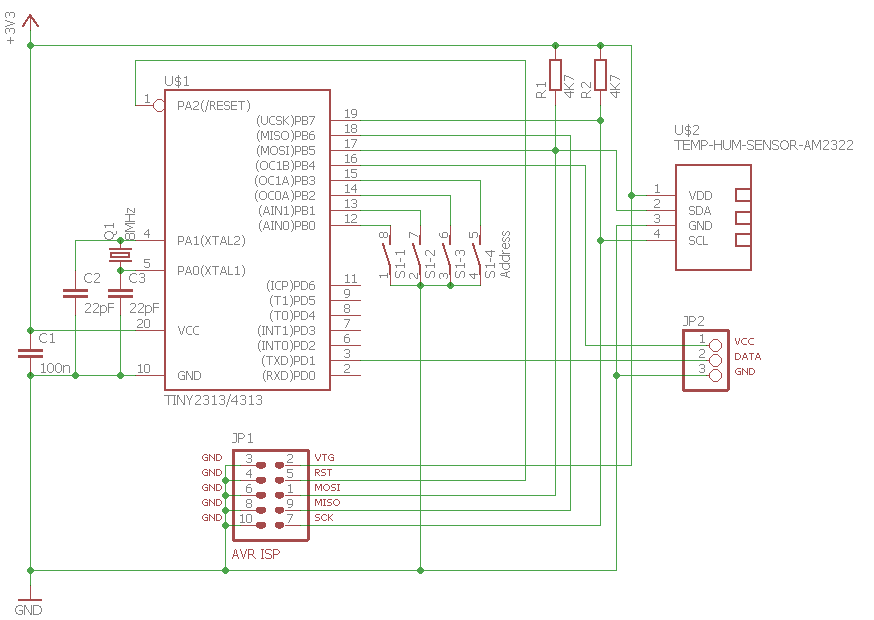 +3V3
U$1
1
PA2(/RESET)
(UCSK)PB7
19
(MISO)PB6
18
(MOSI)PB5
17
(OC1B)PB4
16
(OC1A)PB3
15
(OC0A)PB2
14
(AIN1)PB1
13
(AIN0)PB0
12
4
PA1(XTAL2)
5
PA0(XTAL1)
(ICP)PD6
11
(T1)PD5
9
(T0)PD4
8
(INT1)PD3
7
(INT0)PD2
6
(TXD)PD1
3
(RXD)PD0
2
20
VCC
10
GND
TINY2313/4313
Q1
8MHz
C2
22pF
C3
22pF
C1
100n
R1
4K7
R2
4K7
8
7
6
5
1
2
3
4
S1-1
S1-2
S1-3
S1-4
Address
U$2
TEMP-HUM-SENSOR-AM2322
1
VDD
2
SDA
3
GND
4
SCL
JP2
1
VCC
2
DATA
3
GND
JP1
GND
3
2
VTG
GND
4
5
RST
GND
6
1
MOSI
GND
8
9
MISO
GND
10
7
SCK
AVR ISP
GND